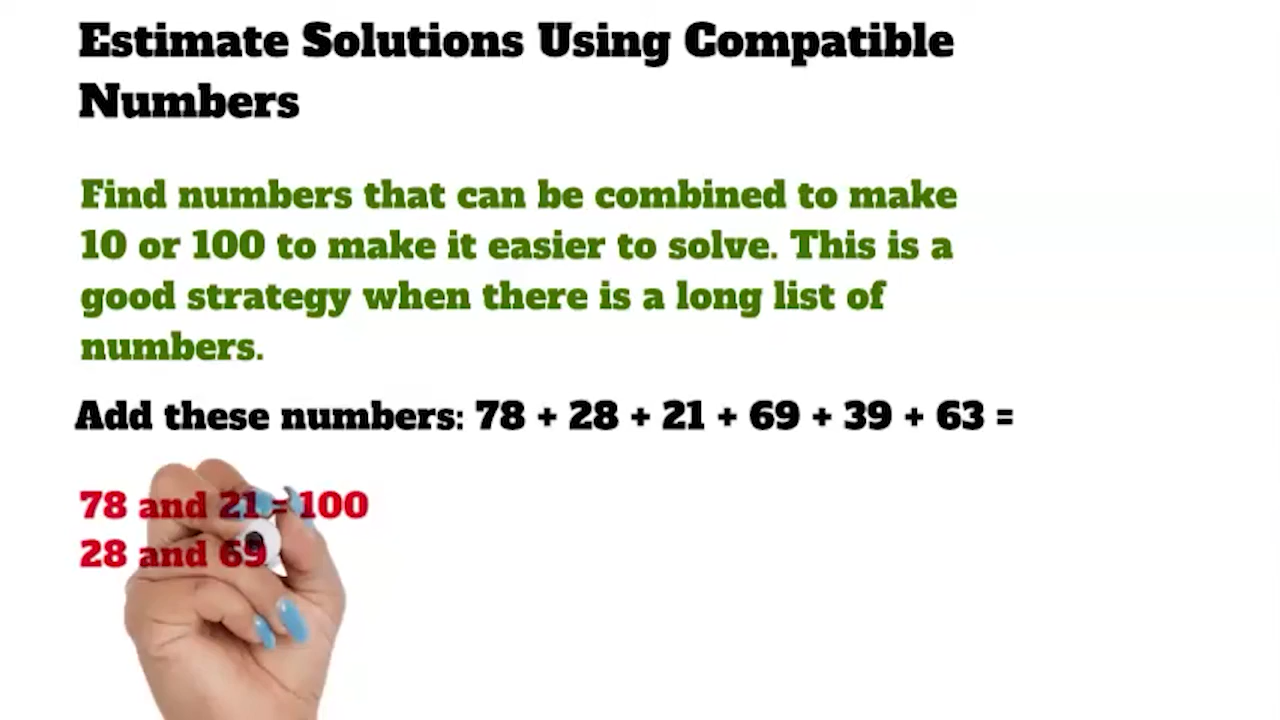 Estimate Solutions Using Compatible
Numbers
Find numbers that can be combined to make
10 or 100 to make it easier to solve. This is a
good strategy when there is a long list of
numbers.
Add these numbers: 78 + 28 + 21 + 69 + 39 + 63 =
78 and 21 = 100
28 and 69